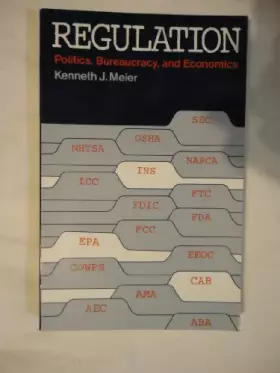 REGULATION
Politics, Bureaucracy, and Economics
Kenneth J. Meier
SEC
OSHA
NHTSA
NAPCA
INS
ICC
FTC
FDIC
FDA
FCC
EPA
EEOC
COWPS
CAB
AMA
AEC
ABA